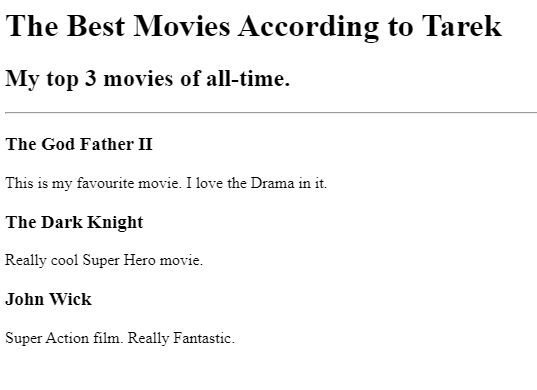 The Best Movies According to Tarek
My top 3 movies of all-time.
The God Father II
This is my favourite movie. I love the Drama in it.
The Dark Knight
Really cool Super Hero movie.
John Wick
Super Action film. Really Fantastic.